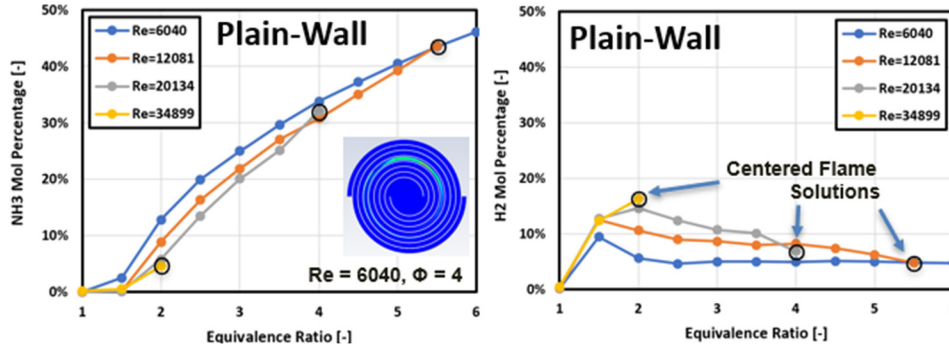 50%
40%
30%
20%
10%
0%
NH3 Mol Percentage [-]
Re=6040
Re=12081
Re=20134
Re=34899
Plain-Wall
Re = 6040, Φ = 4
1 2 3 4 5 6
Equivalence Ratio [-]
50%
40%
30%
20%
10%
0%
H2 Mol Percentage [-]
Plain-Wall
Re=6040
Re=12081
Re=20134
Re=34899
Centered Flame
Solutions
1 2 3 4 5
Equivalence Ratio [-]